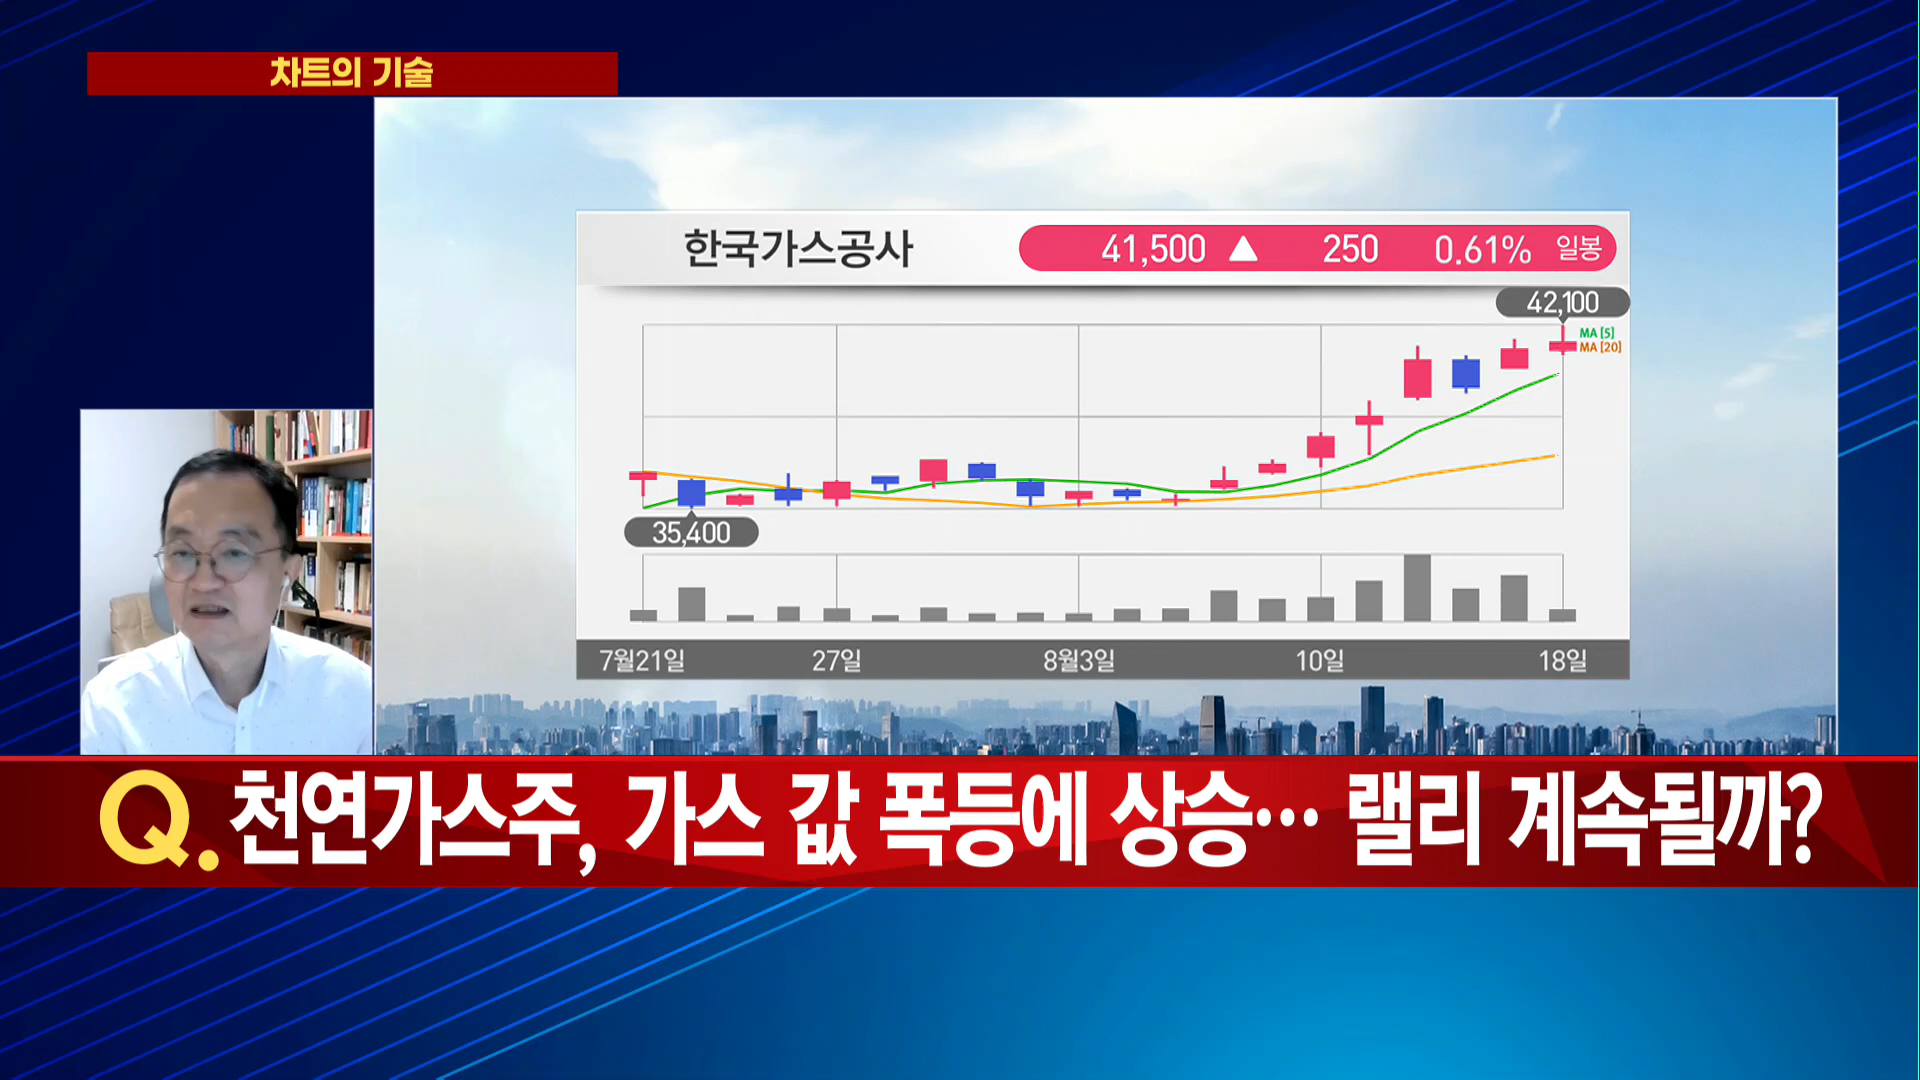 차트의 기술
한국가스공사
41,500 ▲ 250 0.61% 일봉
42,100
MA [5]
MA [20]
35,400
7월21일 27일 8월3일 10일 18일
Q. 천연가스주, 가스 값 폭등에 상승… 랠리 계속될까?